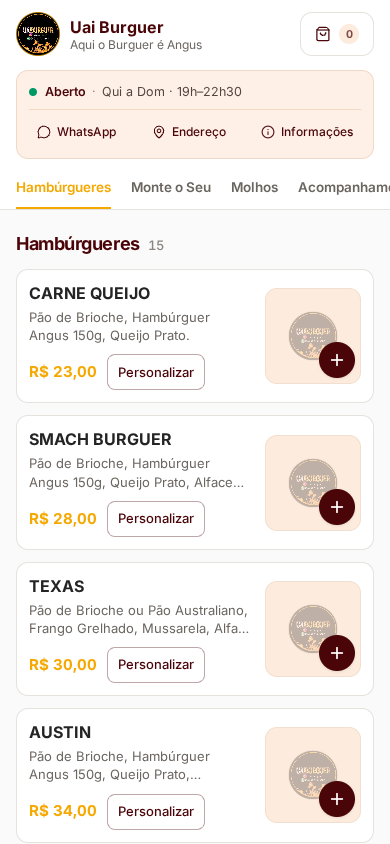 Uai Burguer
Aqui o Burguer é Angus
0
Aberto · Qui a Dom · 19h–22h30
WhatsApp Endereço Informações
Hambúrgueres Monte o Seu Molhos Acompanhame
Hambúrgueres 15
CARNE QUEIJO
Pão de Brioche, Hambúrguer
Angus 150g, Queijo Prato.
R$ 23,00 Personalizar
SMACH BURGUER
Pão de Brioche, Hambúrguer
Angus 150g, Queijo Prato, Alface...
R$ 28,00 Personalizar
TEXAS
Pão de Brioche ou Pão Australiano,
Frango Grelhado, Mussarela, Alfa...
R$ 30,00 Personalizar
AUSTIN
Pão de Brioche, Hambúrguer
Angus 150g, Queijo Prato,...
R$ 34,00 Personalizar